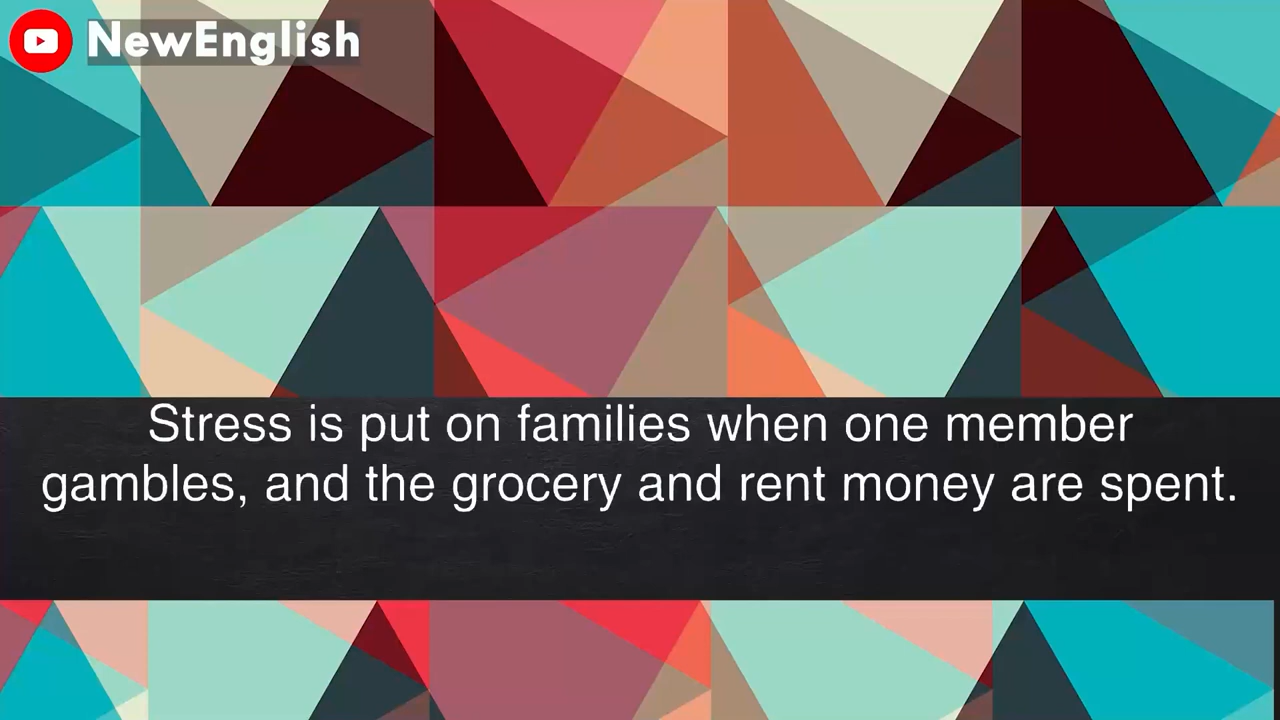 NewEnglish
Stress is put on families when one member
gambles, and the grocery and rent money are spent.